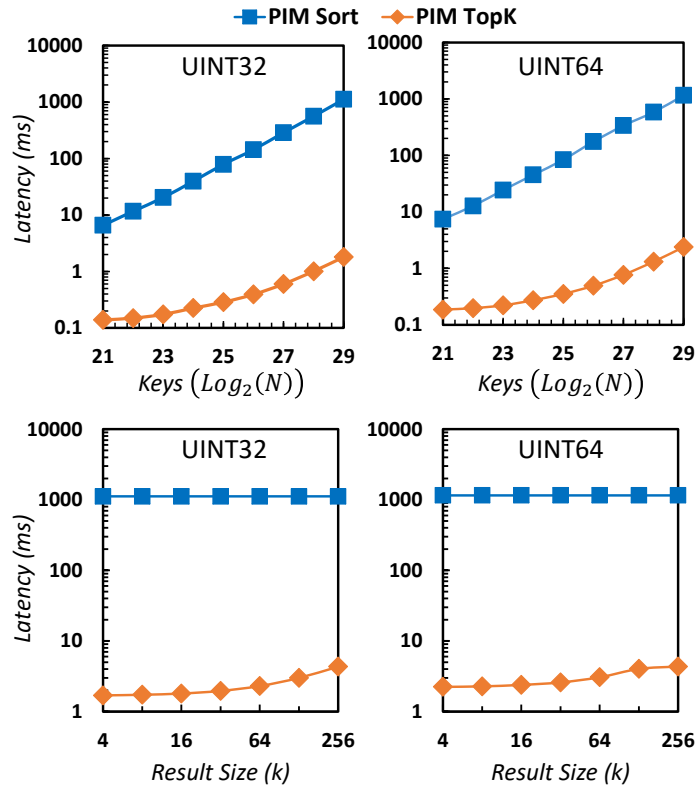 PIM Sort PIM TopK
10000 1000 100 10 1 0.1
Latency (ms)
UINT32
21 23 25 27 29
Keys (Log₂(N))
10000 1000 100 10 1 0.1
UINT64
21 23 25 27 29
Keys (Log₂(N))
10000 1000 100 10 1
Latency (ms)
UINT32
4 16 64 256
Result Size (k)
10000 1000 100 10 1
UINT64
4 16 64 256
Result Size (k)